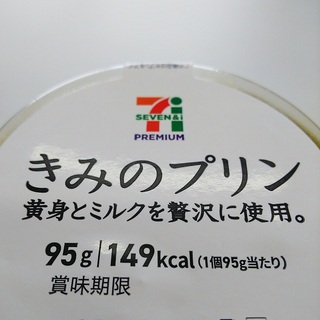 7i
SEVEN&i
PREMIUM
きみのプリン
黄身とミルクを贅沢に使用。
95g|149kcal(1個95g当たり)
賞味期限